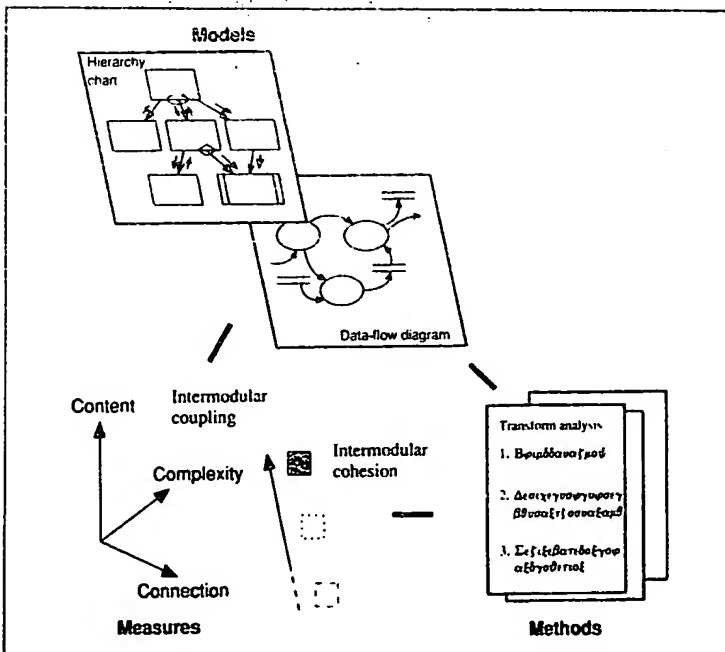 Models
Hierarchy
chart
Data-flow diagram
Content
Intermodular
coupling
Complexity
Intermodular
cohesion
Connection
Measures
Transform analysis
1.
2.
3.
Methods